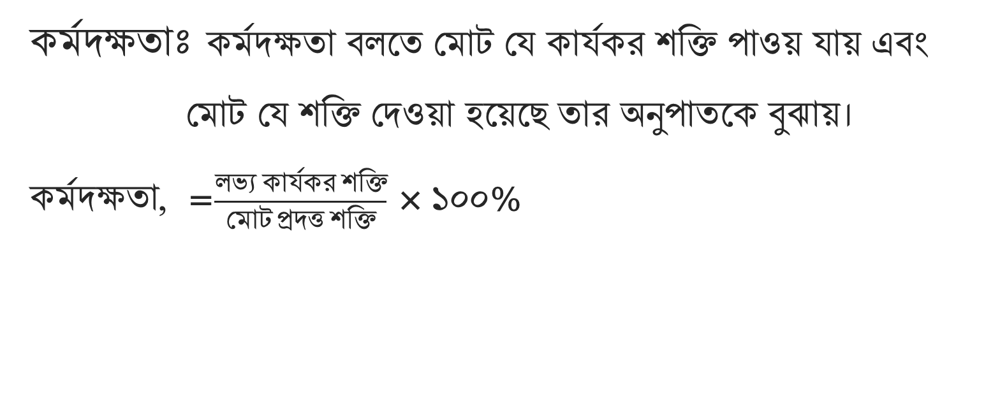 কর্মদক্ষতাঃ কর্মদক্ষতা বলতে মোট যে কার্যকর শক্তি পাওয় যায় এবং
মোট যে শক্তি দেওয়া হয়েছে তার অনুপাতকে বুঝায়।
কর্মদক্ষতা, = লভ্য কার্যকর শক্তি / মোট প্রদত্ত শক্তি × ১০০%